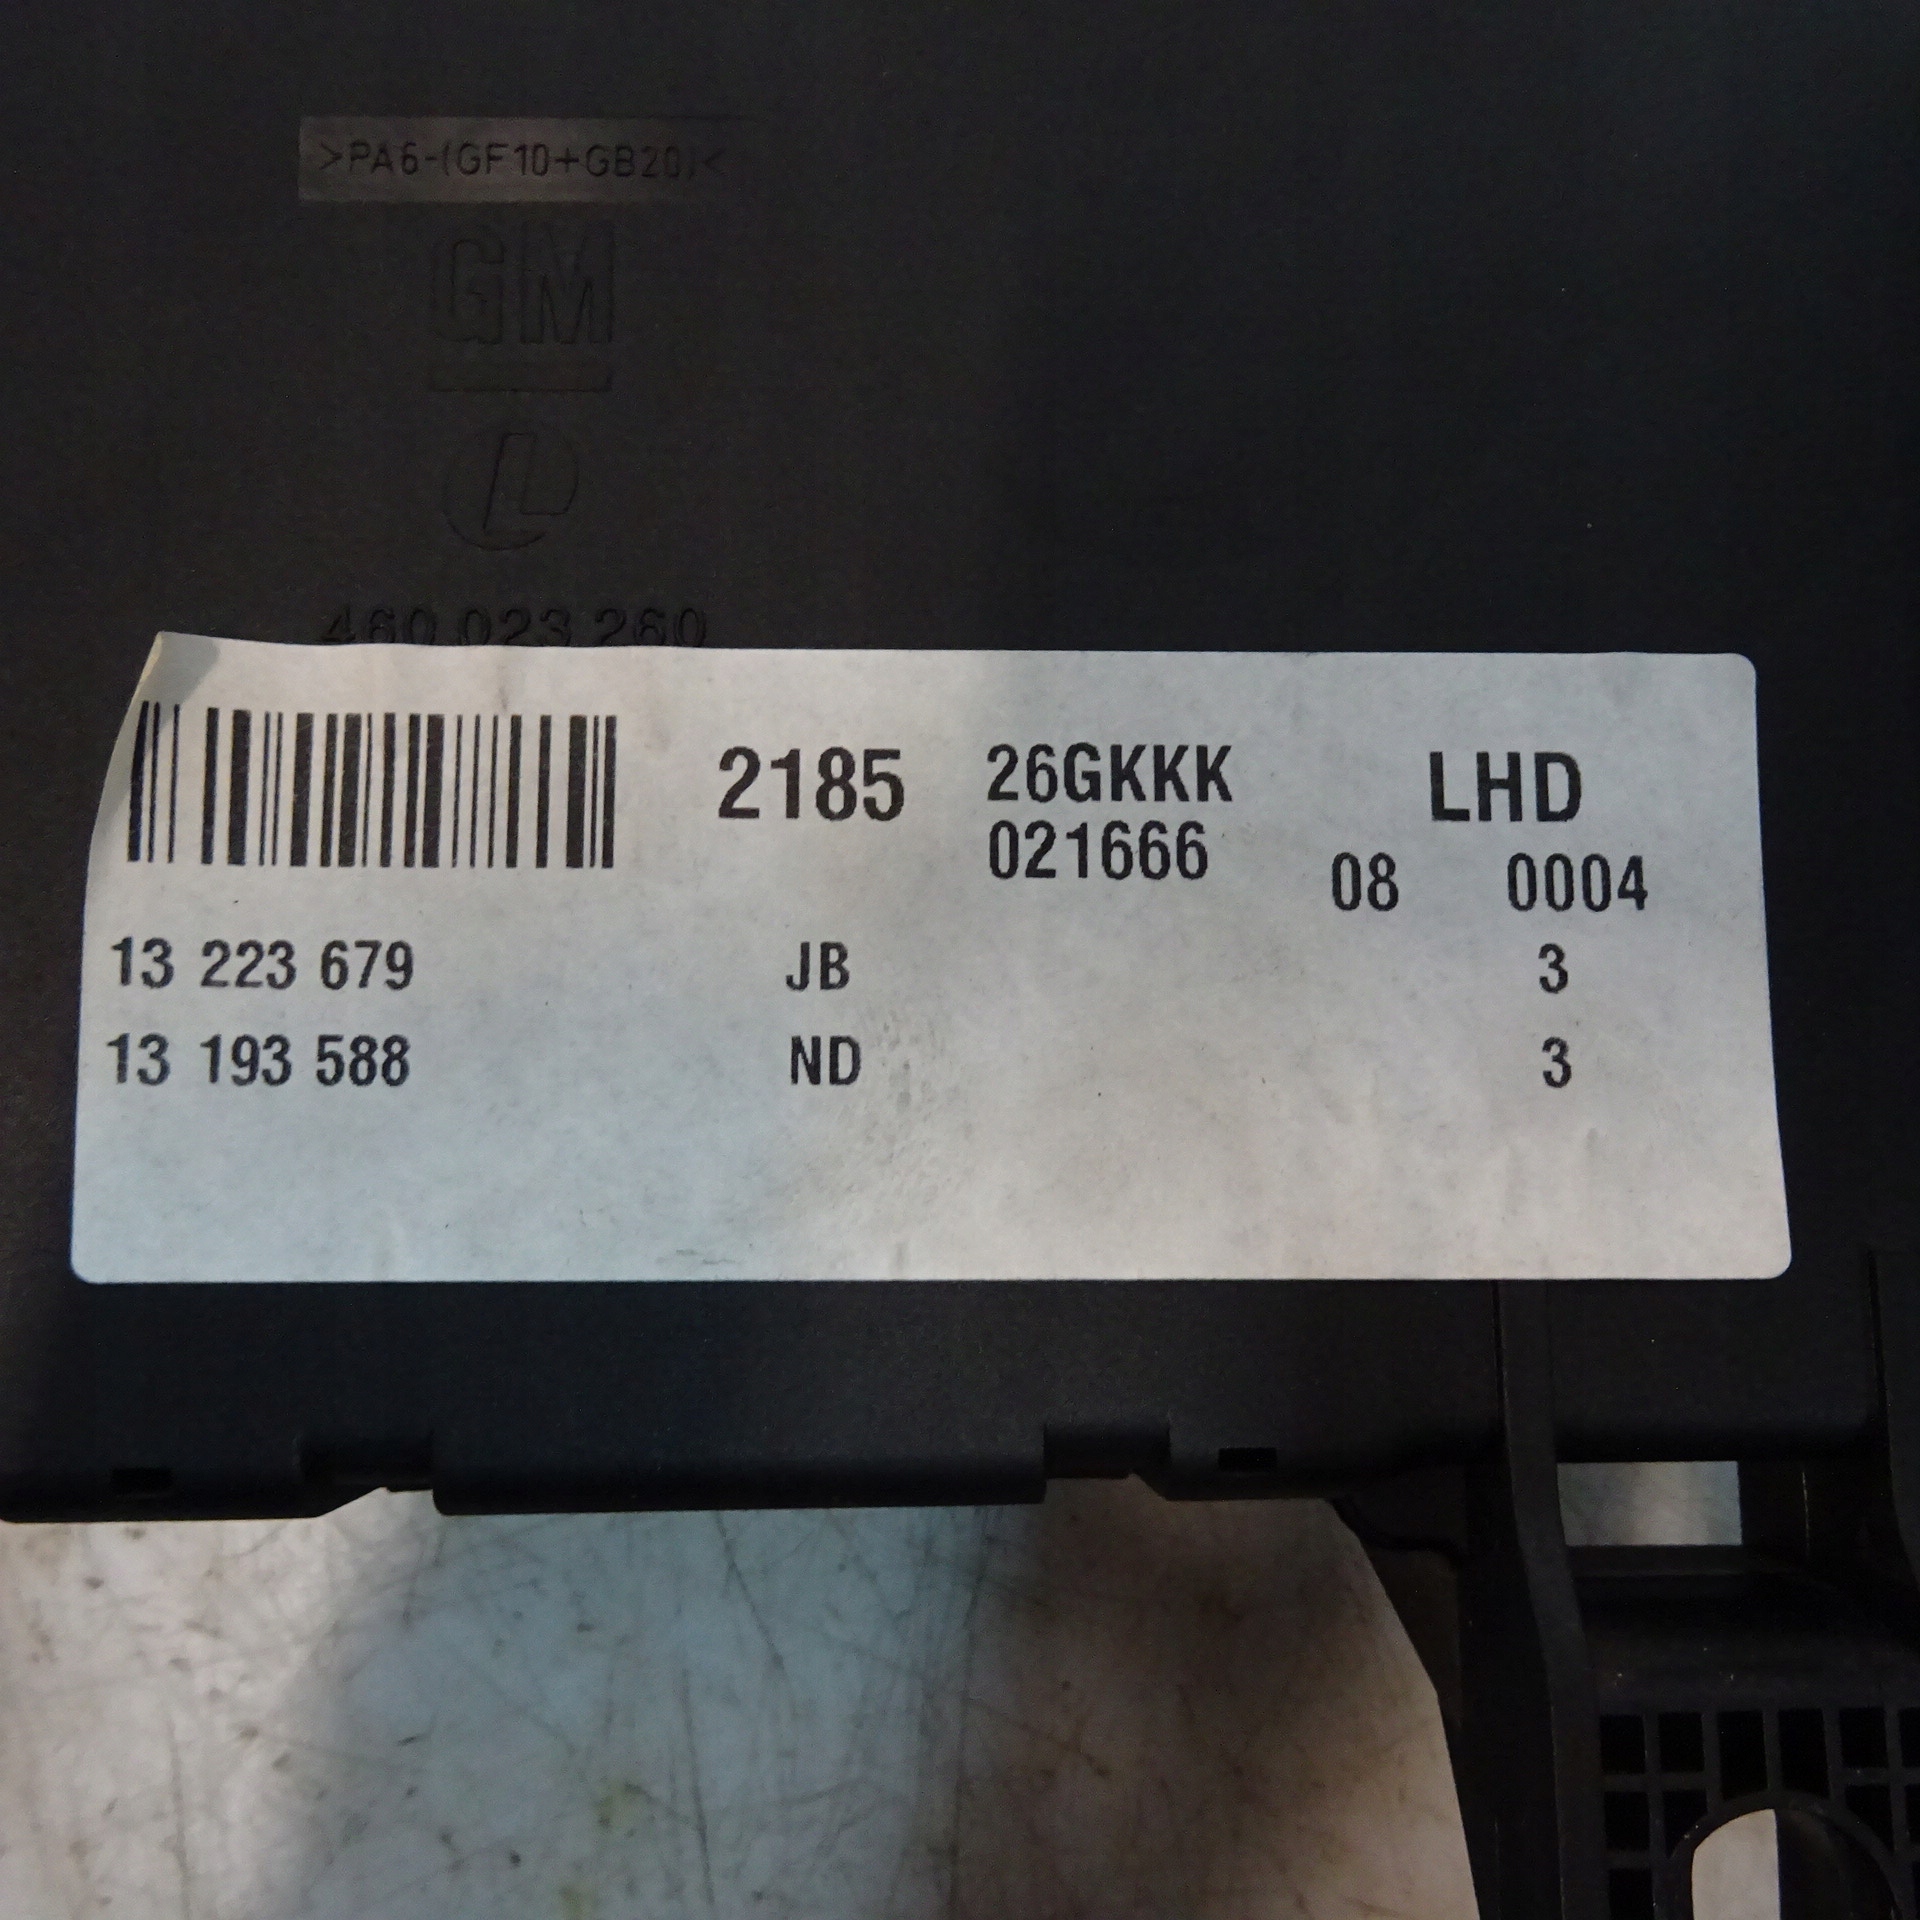 >PA6-(GF10+GB20)<
GM
L
460 023 260
2185 26GKKK LHD
021666 08 0004
13 223 679 JB 3
13 193 588 ND 3